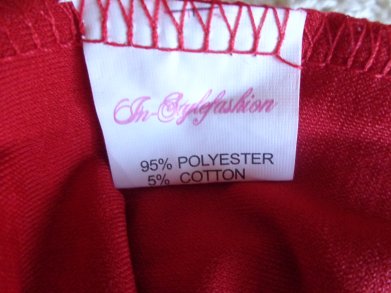 In-Stylefashion
95% POLYESTER
5% COTTON